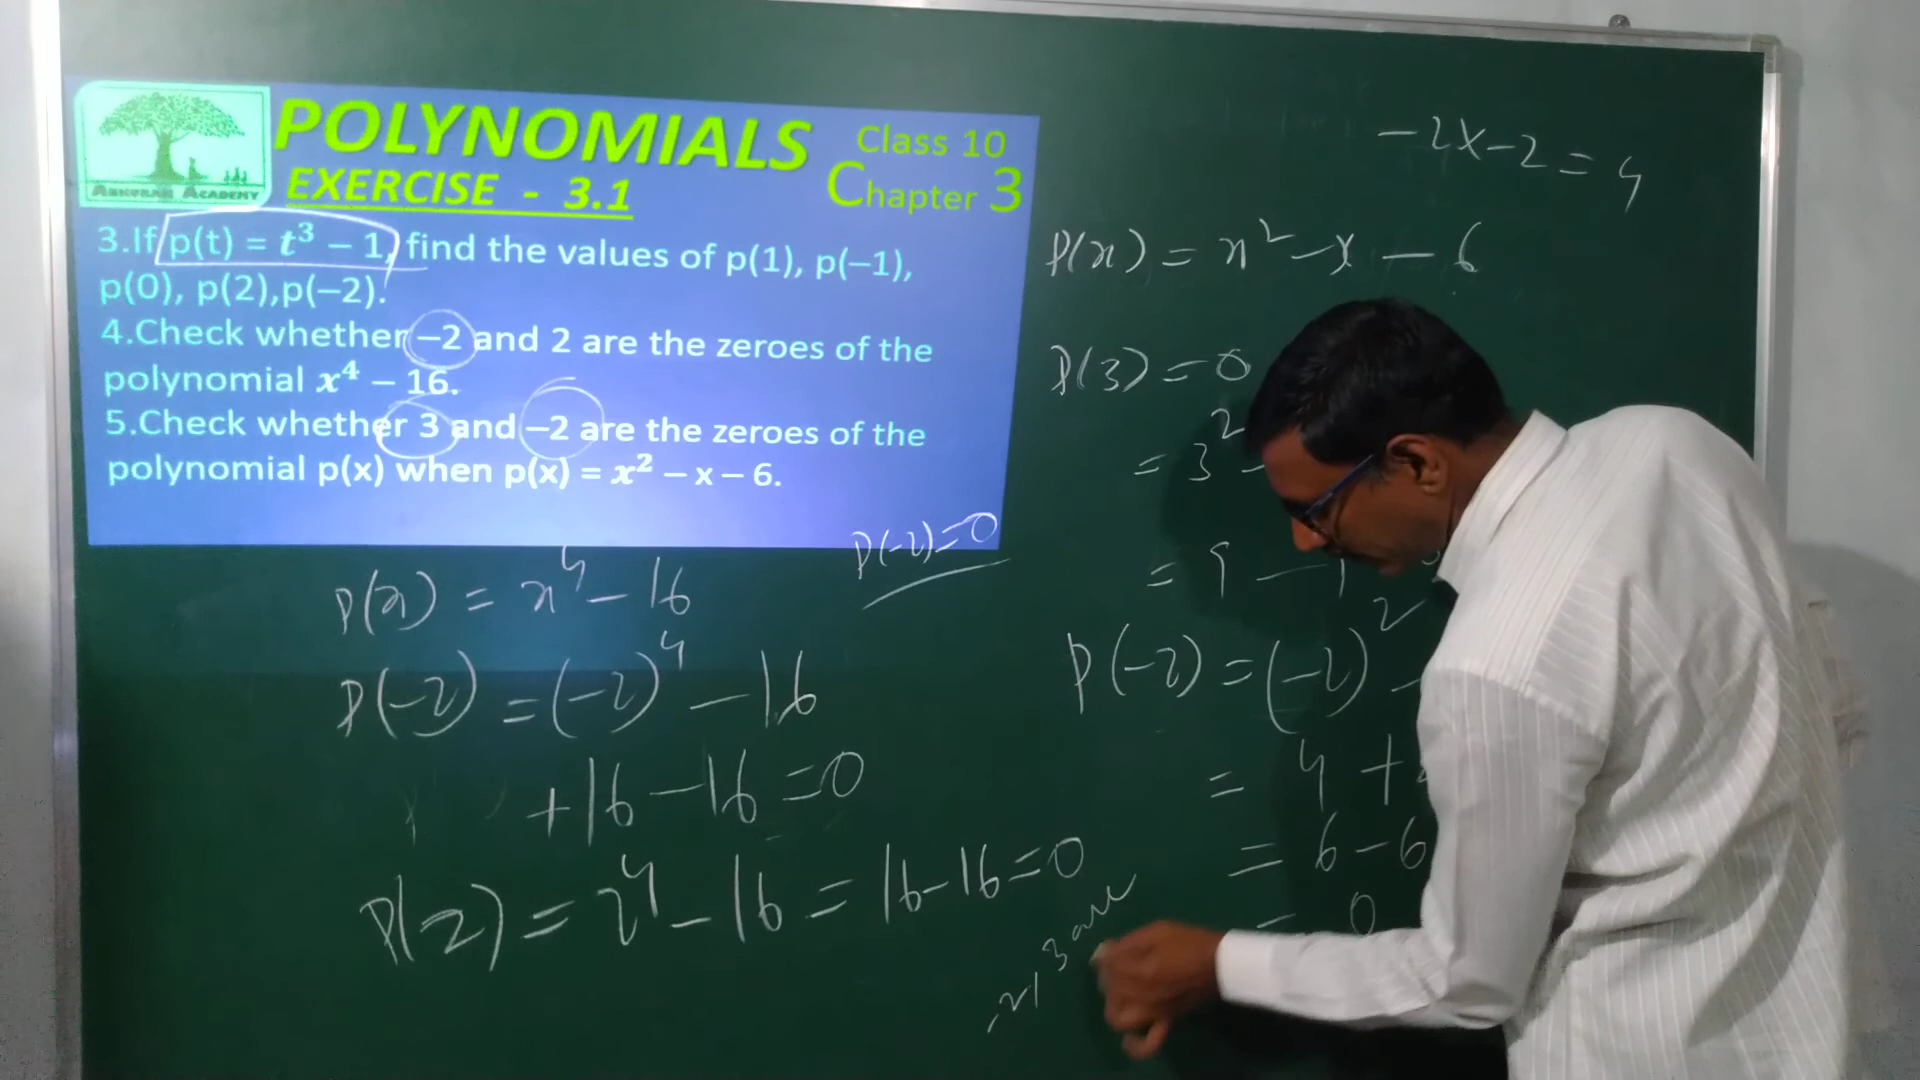 ANKURAM ACADEMY
POLYNOMIALS
Class 10
EXERCISE - 3.1
Chapter 3
3.If p(t) = t³ − 1, find the values of p(1), p(−1),
p(0), p(2),p(−2).
4.Check whether −2 and 2 are the zeroes of the
polynomial x⁴ − 16.
5.Check whether 3 and −2 are the zeroes of the
polynomial p(x) when p(x) = x² − x − 6.
P(-2)=0
P(x) = x⁴ - 16
P(-2) = (-2)⁴ - 16
+16-16=0
P(2) = 2⁴ - 16 = 16-16=0
-2x-2=4
P(x) = x² - x - 6
P(3)=0
= 3²
= 9 -
P(-2) = (-2)² -
= 4 +
= 6-6
= 0
3 are